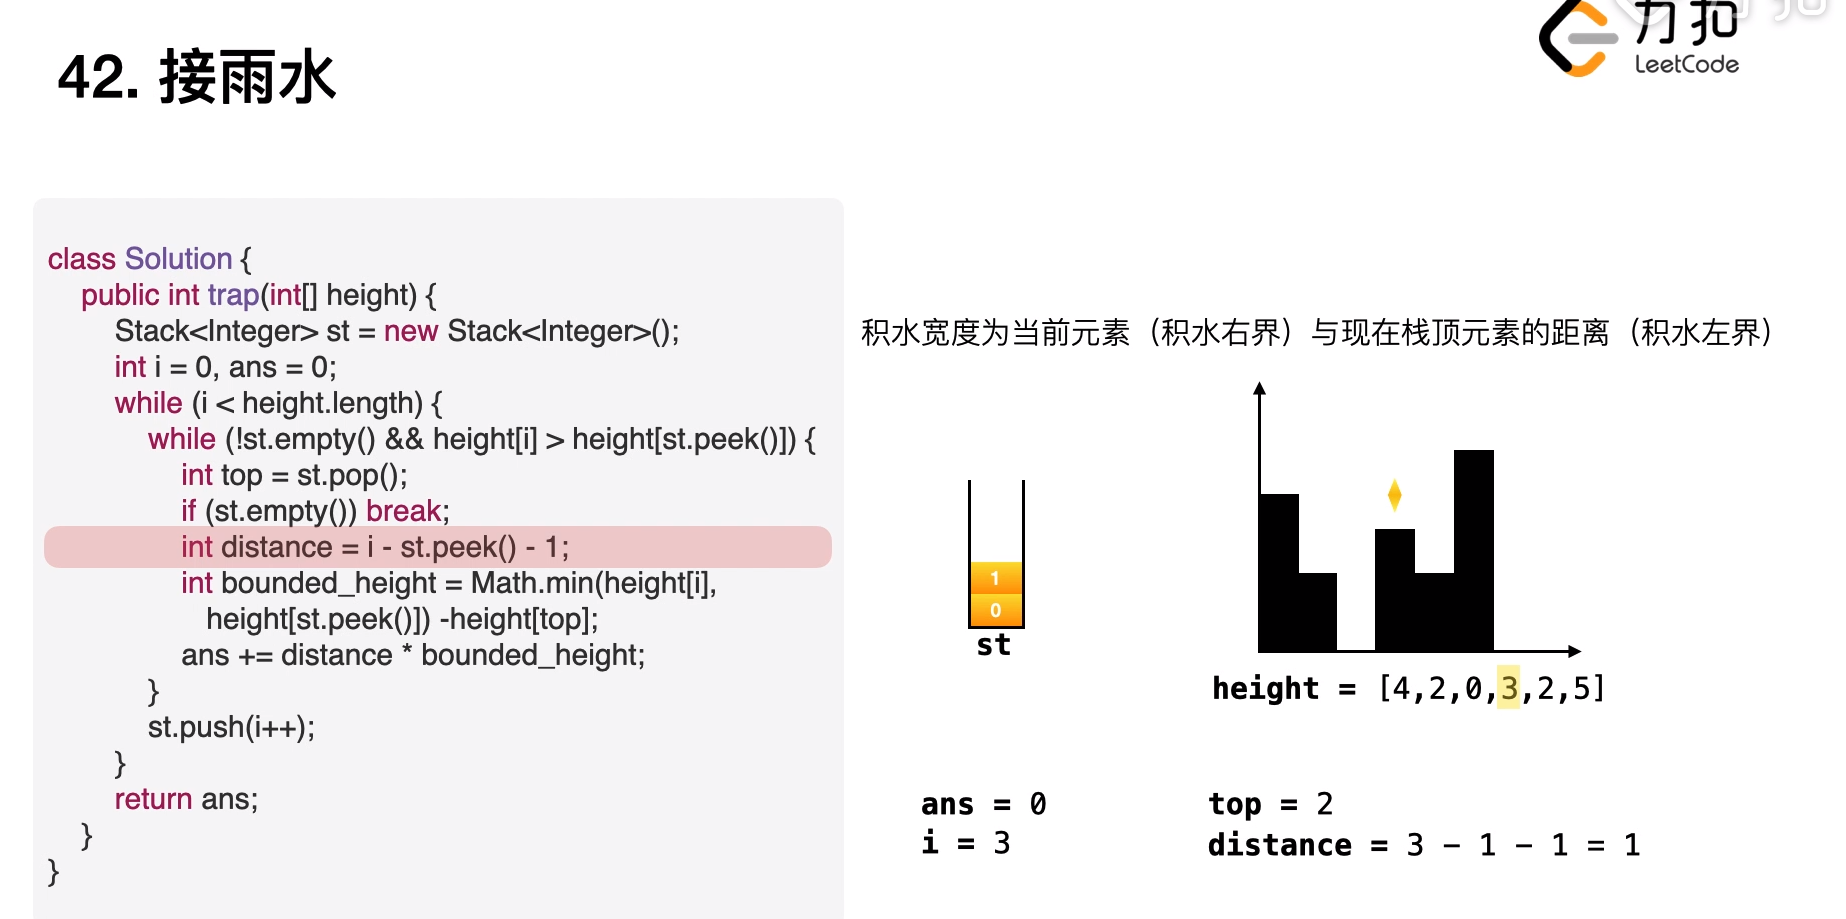 42. 接雨水
力扣
LeetCode
class Solution {
public int trap(int[] height) {
Stack<Integer> st = new Stack<Integer>();
int i = 0, ans = 0;
while (i < height.length) {
while (!st.empty() && height[i] > height[st.peek()]) {
int top = st.pop();
if (st.empty()) break;
int distance = i - st.peek() - 1;
int bounded_height = Math.min(height[i],
height[st.peek()]) -height[top];
ans += distance * bounded_height;
}
st.push(i++);
}
return ans;
}
}
积水宽度为当前元素（积水右界）与现在栈顶元素的距离（积水左界）
1
0
st
height = [4,2,0,3,2,5]
ans = 0
i = 3
top = 2
distance = 3 − 1 − 1 = 1